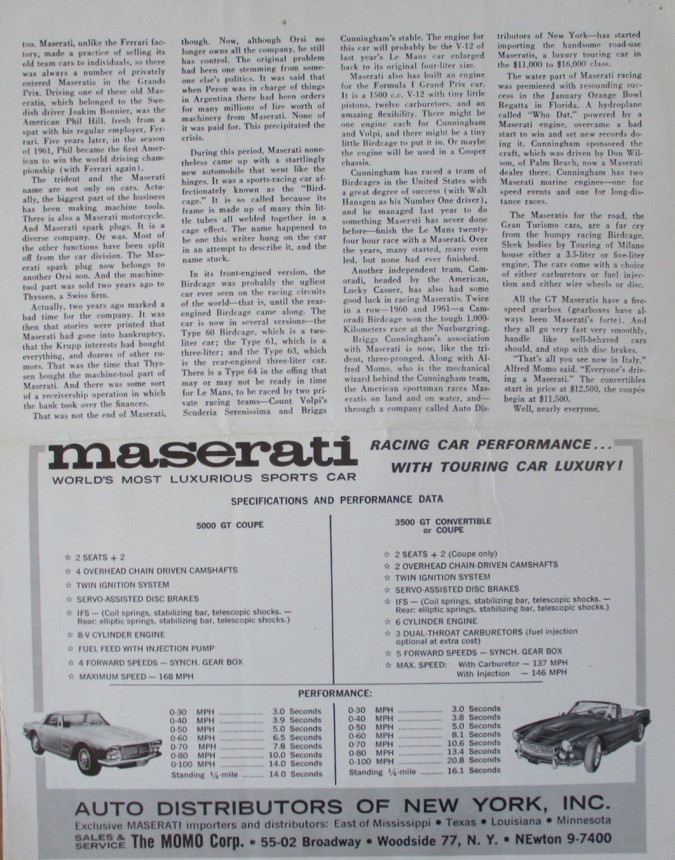 too. Maserati, unlike the Ferrari fac-
tory, made a practice of selling its
old team cars to individuals, so there
was always a number of privately
entered Maseratis in the Grands
Prix. Driving one of these old Mas-
eratis, which belonged to the Swe-
dish driver Joakim Bonnier, was the
American Phil Hill, fresh from a
spat with his regular employer, Fer-
rari. Five years later, in the season
of 1961, Phil became the first Amer-
ican to win the world driving cham-
pionship (with Ferrari again).
The trident and the Maserati
name are not only on cars. Actu-
ally, the biggest part of the business
has been making machine tools.
There is also a Maserati motorcycle.
And Maserati spark plugs. It is a
diverse company. Or was. Most of
the other functions have been split
off from the car division. The Mas-
erati spark plug now belongs to
another Orsi son. And the machine-
tool part was sold two years ago to
Thyssen, a Swiss firm.
Actually, two years ago marked a
bad time for the company. It was
then that stories were printed that
Maserati had gone into bankruptcy,
that the Krupp interests had bought
everything, and dozens of other ru-
mors. That was the time that Thys-
sen bought the machine-tool part of
Maserati. And there was some sort
of a receivership operation in which
the bank took over the finances.
That was not the end of Maserati,
though. Now, although Orsi no
longer owns all the company, he still
has control. The original problem
had been one stemming from some-
one else's politics. It was said that
when Peron was in charge of things
in Argentina there had been orders
for many millions of lire worth of
machinery from Maserati. None of
it was paid for. This precipitated the
crisis.
During this period, Maserati none-
theless came up with a startlingly
new automobile that went like the
hinges. It was a sports-racing car af-
fectionately known as the "Bird-
cage." It is so called because its
frame is made up of many thin lit-
tle tubes all welded together in a
cage effect. The name happened to
be one this writer hung on the car
in an attempt to describe it, and the
name stuck.
In its front-engined version, the
Birdcage was probably the ugliest
car ever seen on the racing circuits
of the world—that is, until the rear-
engined Birdcage came along. The
car is now in several versions—the
Type 60 Birdcage, which is a two-
liter car; the Type 61, which is a
three-liter; and the Type 63, which
is the rear-engined three-liter car.
There is a Type 64 in the offing that
may or may not be ready in time
for Le Mans, to be raced by two pri-
vate racing teams—Count Volpi's
Scuderia Serenissima and Briggs
Cunningham's stable. The engine for
this car will probably be the V-12 of
last year's Le Mans car enlarged
back to its original four-liter size.
Maserati also has built an engine
for the Formula I Grand Prix car.
It is a 1500 c.c. V-12 with tiny little
pistons, twelve carburetors, and an
amazing flexibility. There might be
one engine each for Cunningham
and Volpi, and there might be a tiny
little Birdcage to put it in. Or maybe
the engine will be used in a Cooper
chassis.
Cunningham has raced a team of
Birdcages in the United States with
a great degree of success (with Walt
Hansgen as his Number One driver),
and he managed last year to do
something Maserati has never done
before—finish the Le Mans twenty-
four hour race with a Maserati. Over
the years, many started, many even
led, but none had ever finished.
Another independent team, Cam-
oradi, headed by the American,
Lucky Casner, has also had some
good luck in racing Maseratis. Twice
in a row—1960 and 1961—a Cam-
oradi Birdcage won the tough 1,000-
Kilometers race at the Nurburgring.
Briggs Cunningham's association
with Maserati is now, like the tri-
dent, three-pronged. Along with Al-
fred Momo, who is the mechanical
wizard behind the Cunningham team,
the American sportsman races Mas-
eratis on land and on water, and—
through a company called Auto Dis-
tributors of New York—has started
importing the handsome road-use
Maseratis, a luxury touring car in
the $11,000 to $16,000 class.
The water part of Maserati racing
was premiered with resounding suc-
cess in the January Orange Bowl
Regatta in Florida. A hydroplane
called "Who Dat," powered by a
Maserati engine, overcame a bad
start to win and set new records do-
ing it. Cunningham sponsored the
craft, which was driven by Don Wil-
son, of Palm Beach, now a Maserati
dealer there. Cunningham has two
Maserati marine engines—one for
speed events and one for long-dis-
tance races.
The Maseratis for the road, the
Gran Turismo cars, are a far cry
from the humpy racing Birdcage.
Sleek bodies by Touring of Milano
house either a 3.5-liter or five-liter
engine. The cars come with a choice
of either carburetors or fuel injec-
tion and either wire wheels or disc.
All the GT Maseratis have a five-
speed gearbox (gearboxes have al-
ways been Maserati's forte). And
they all go very fast very smoothly,
handle like well-behaved cars
should, and stop with disc brakes.
"That's all you see now in Italy,"
Alfred Momo said. "Everyone's driv-
ing a Maserati." The convertibles
start in price at $12,500, the coupés
begin at $11,500.
Well, nearly everyone.
maserati
WORLD'S MOST LUXURIOUS SPORTS CAR
RACING CAR PERFORMANCE...
WITH TOURING CAR LUXURY!
SPECIFICATIONS AND PERFORMANCE DATA
5000 GT COUPE
☆ 2 SEATS + 2
☆ 4 OVERHEAD CHAIN DRIVEN CAMSHAFTS
☆ TWIN IGNITION SYSTEM
☆ SERVO-ASSISTED DISC BRAKES
☆ IFS — (Coil springs, stabilizing bar, telescopic shocks. —
Rear: elliptic springs, stabilizing bar, telescopic shocks.)
☆ 8-V CYLINDER ENGINE
☆ FUEL FEED WITH INJECTION PUMP
☆ 4 FORWARD SPEEDS — SYNCH. GEAR BOX
☆ MAXIMUM SPEED — 168 MPH
3500 GT CONVERTIBLE
or COUPE
☆ 2 SEATS + 2 (Coupe only)
☆ 2 OVERHEAD CHAIN-DRIVEN CAMSHAFTS
☆ TWIN IGNITION SYSTEM
☆ SERVO-ASSISTED DISC BRAKES
☆ IFS — (Coil springs, stabilizing bar, telescopic shocks. —
Rear: elliptic springs, stabilizing bar, telescopic shocks.)
☆ 6 CYLINDER ENGINE
☆ 3 DUAL-THROAT CARBURETORS (fuel injection
optional at extra cost)
☆ 5 FORWARD SPEEDS — SYNCH. GEAR BOX
☆ MAX. SPEED: With Carburetor — 137 MPH
With Injection — 146 MPH
PERFORMANCE:
0-30 MPH .......... 3.0 Seconds
0-40 MPH .......... 3.9 Seconds
0-50 MPH .......... 5.0 Seconds
0-60 MPH .......... 6.5 Seconds
0-70 MPH .......... 7.8 Seconds
0-80 MPH .......... 10.0 Seconds
0-100 MPH .......... 14.0 Seconds
Standing ¼-mile .......... 14.0 Seconds
0-30 MPH .......... 3.0 Seconds
0-40 MPH .......... 3.8 Seconds
0-50 MPH .......... 5.0 Seconds
0-60 MPH .......... 8.1 Seconds
0-70 MPH .......... 10.6 Seconds
0-80 MPH .......... 13.4 Seconds
0-100 MPH .......... 20.8 Seconds
Standing ¼-mile .......... 16.1 Seconds
AUTO DISTRIBUTORS OF NEW YORK, INC.
Exclusive MASERATI importers and distributors: East of Mississippi • Texas • Louisiana • Minnesota
SALES & SERVICE The MOMO Corp. • 55-02 Broadway • Woodside 77, N. Y. • NEwton 9-7400